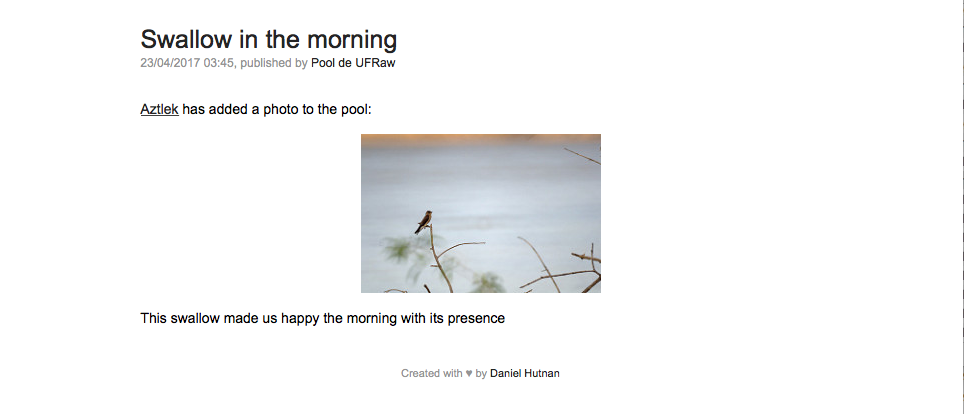 Swallow in the morning
23/04/2017 03:45, published by Pool de UFRaw
Aztlek has added a photo to the pool:
This swallow made us happy the morning with its presence
Created with ♥ by Daniel Hutnan